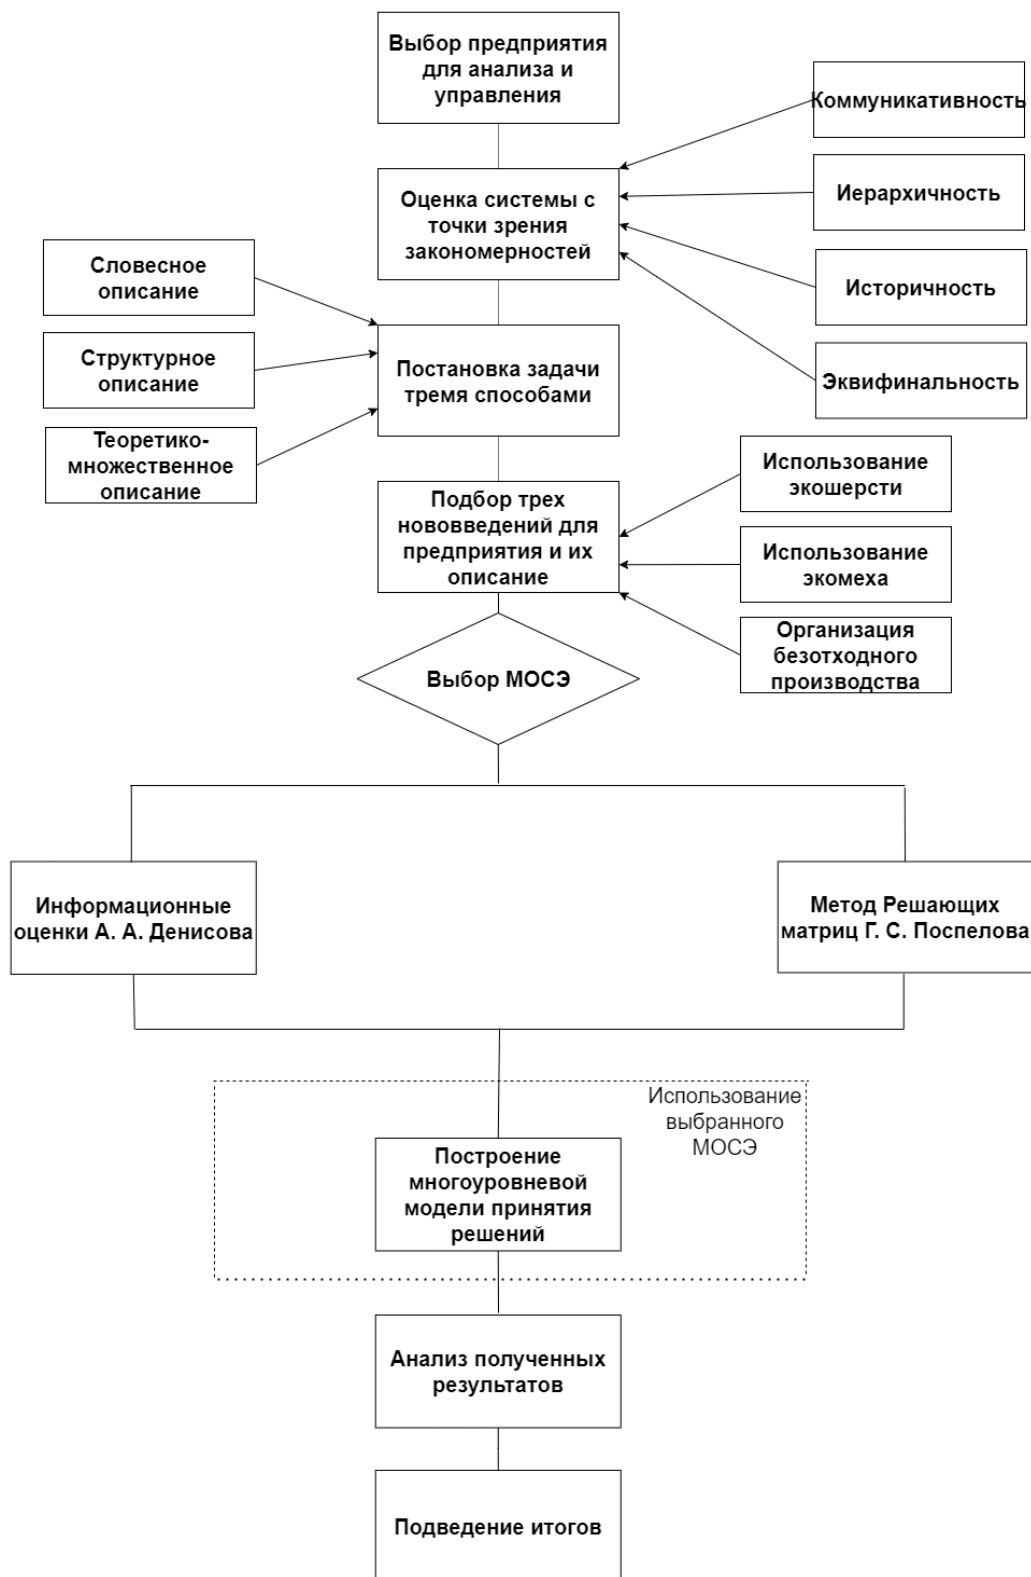 Выбор предприятия
для анализа и
управления
Коммуникативность
Оценка системы с
точки зрения
закономерностей
Иерархичность
Историчность
Эквифинальность
Словесное
описание
Структурное
описание
Теоретико-
множественное
описание
Постановка задачи
тремя способами
Подбор трех
нововведений для
предприятия и их
описание
Использование
экошерсти
Использование
экомеха
Организация
безотходного
производства
Выбор МОСЭ
Информационные
оценки А. А. Денисова
Метод Решающих
матриц Г. С. Поспелова
Использование
выбранного
МОСЭ
Построение
многоуровневой
модели принятия
решений
Анализ полученных
результатов
Подведение итогов